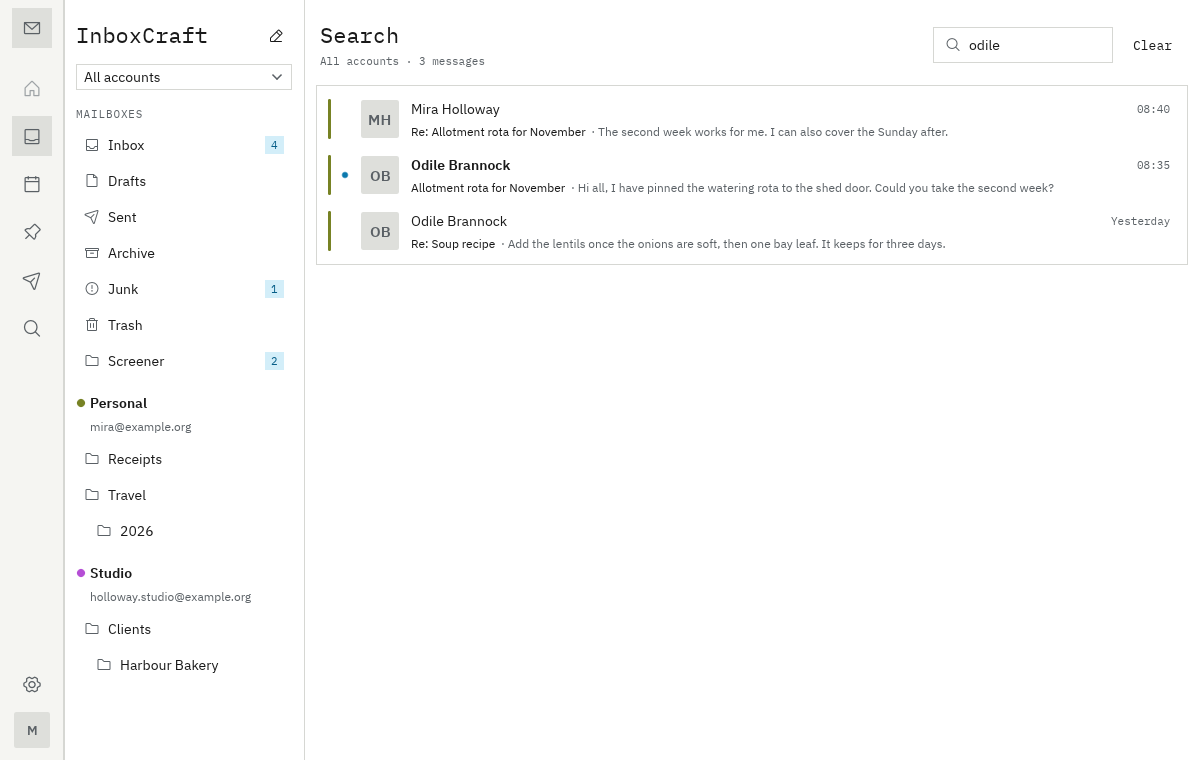 InboxCraft
All accounts
MAILBOXES
Inbox 4
Drafts
Sent
Archive
Junk 1
Trash
Screener 2
Personal
mira@example.org
Receipts
Travel
2026
Studio
holloway.studio@example.org
Clients
Harbour Bakery
M
Search
All accounts · 3 messages
odile
Clear
MH
Mira Holloway 08:40
Re: Allotment rota for November · The second week works for me. I can also cover the Sunday after.
OB
Odile Brannock 08:35
Allotment rota for November · Hi all, I have pinned the watering rota to the shed door. Could you take the second week?
OB
Odile Brannock Yesterday
Re: Soup recipe · Add the lentils once the onions are soft, then one bay leaf. It keeps for three days.